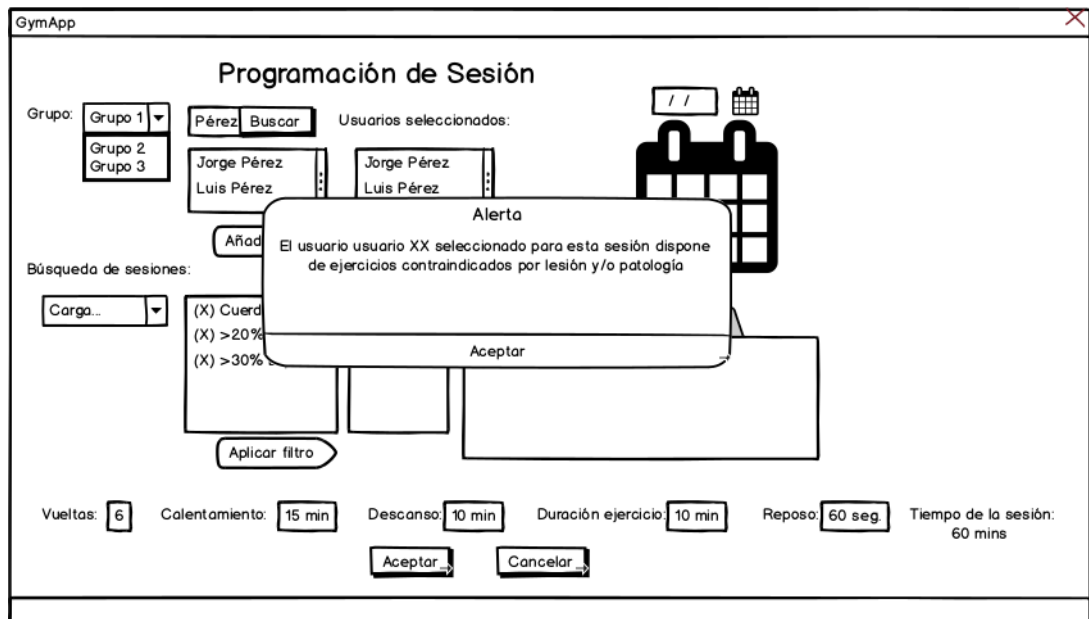 GymApp
Programación de Sesión
Grupo:
Grupo 1
Grupo 2
Grupo 3
Pérez
Buscar
Usuarios seleccionados:
/ /
Jorge Pérez
Luis Pérez
Jorge Pérez
Luis Pérez
Añad
Alerta
El usuario usuario XX seleccionado para esta sesión dispone
de ejercicios contraindicados por lesión y/o patología
Aceptar
Búsqueda de sesiones:
Carga...
(X) Cuerd
(X) >20%
(X) >30%
Aplicar filtro
Vueltas: 6
Calentamiento: 15 min
Descanso: 10 min
Duración ejercicio: 10 min
Reposo: 60 seg.
Tiempo de la sesión:
60 mins
Aceptar
Cancelar